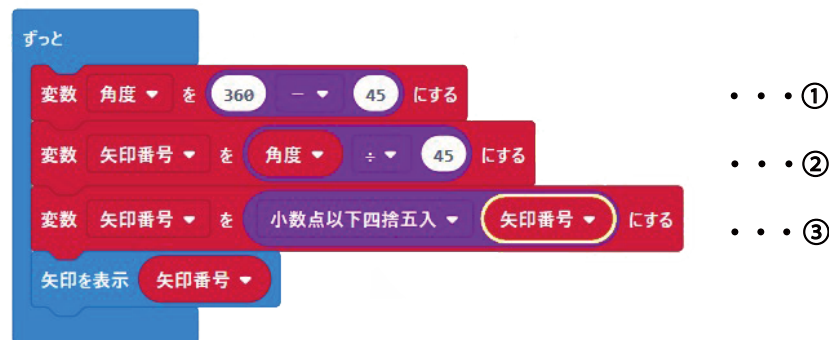 ずっと
変数 角度 を 360 - 45 にする ・・・①
変数 矢印番号 を 角度 ÷ 45 にする ・・・②
変数 矢印番号 を 小数点以下四捨五入 矢印番号 にする ・・・③
矢印を表示 矢印番号